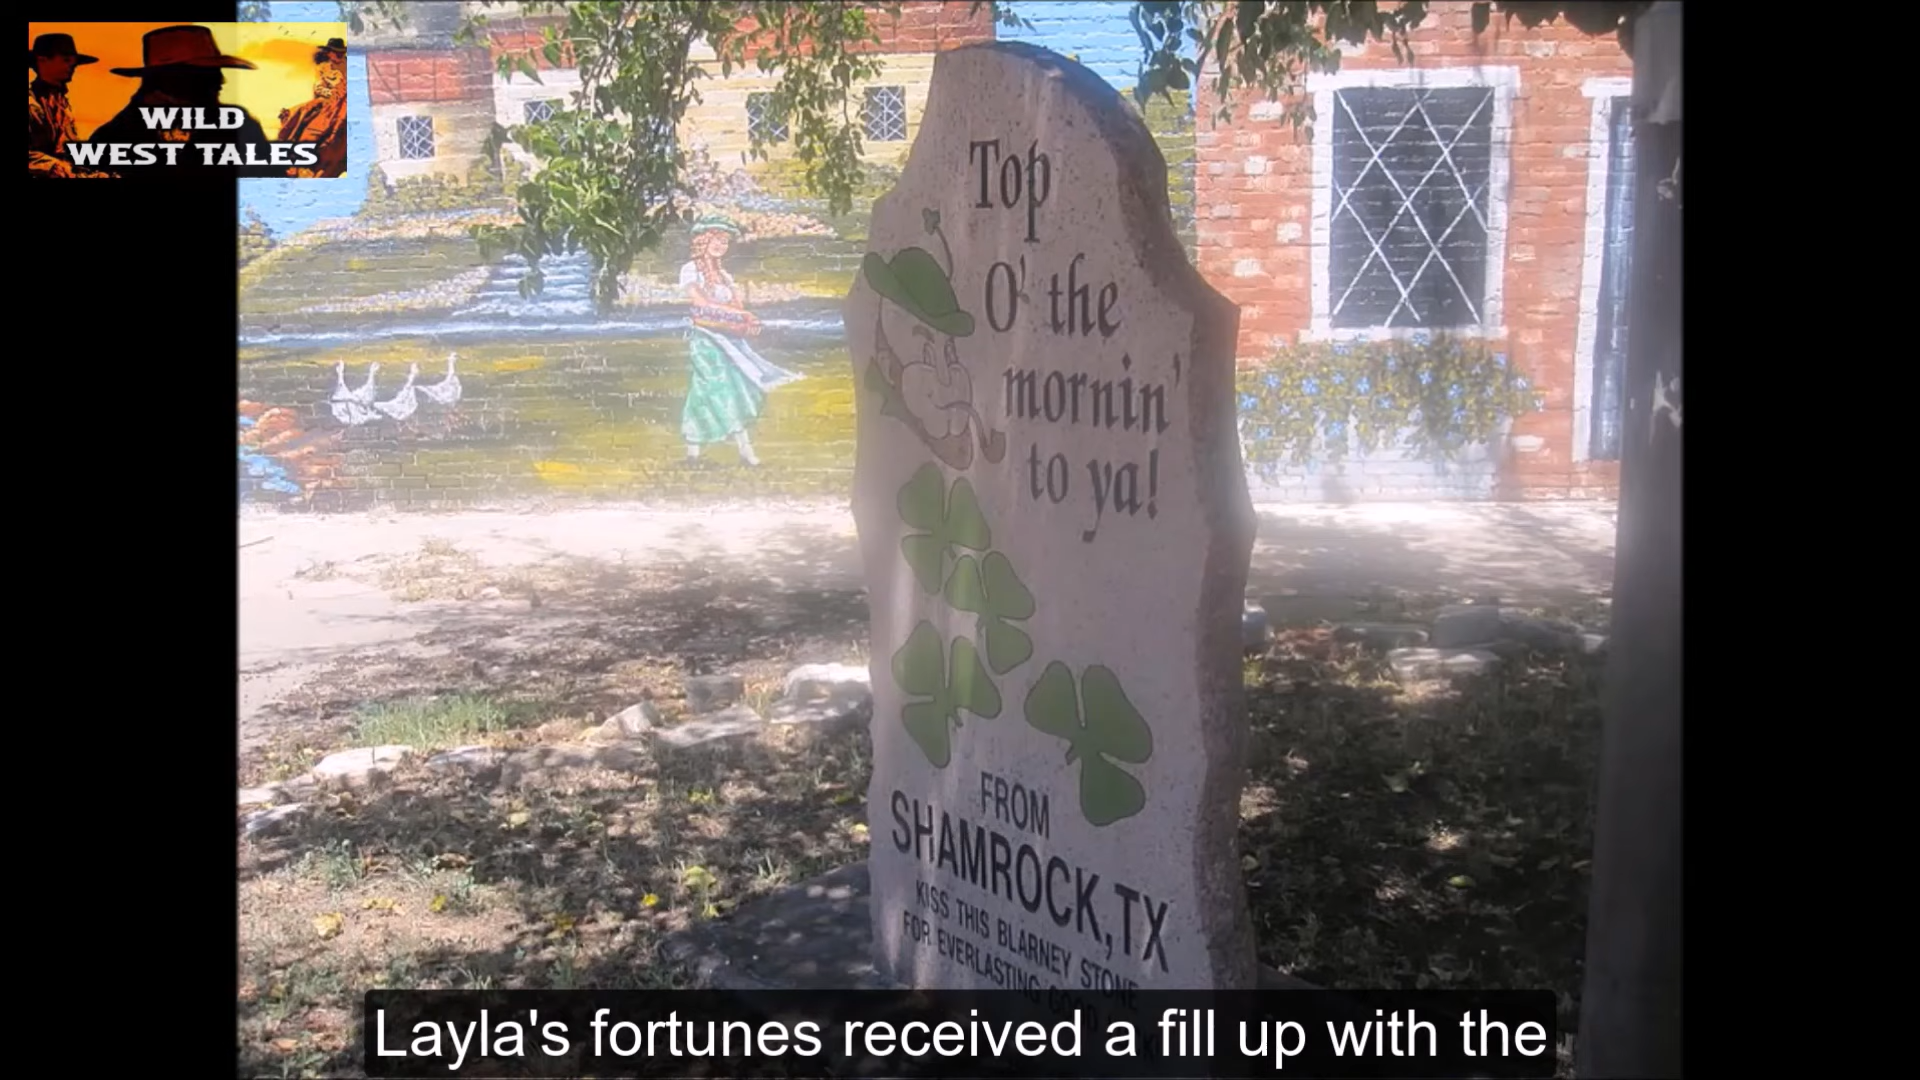 WILD
WEST TALES
Top
O' the
mornin'
to ya!
FROM
SHAMROCK, TX
KISS THIS BLARNEY STONE
FOR EVERLASTING GOOD
Layla's fortunes received a fill up with the